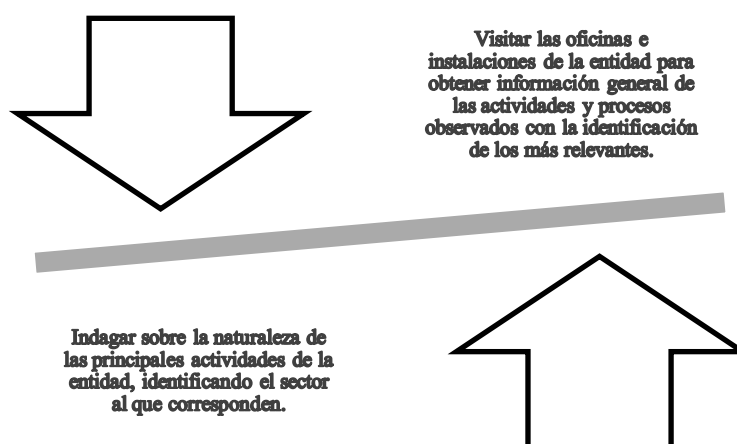 Visitar las oficinas e
instalaciones de la entidad para
obtener información general de
las actividades y procesos
observados con la identificación
de los más relevantes.
Indagar sobre la naturaleza de
las principales actividades de la
entidad, identificando el sector
al que corresponden.